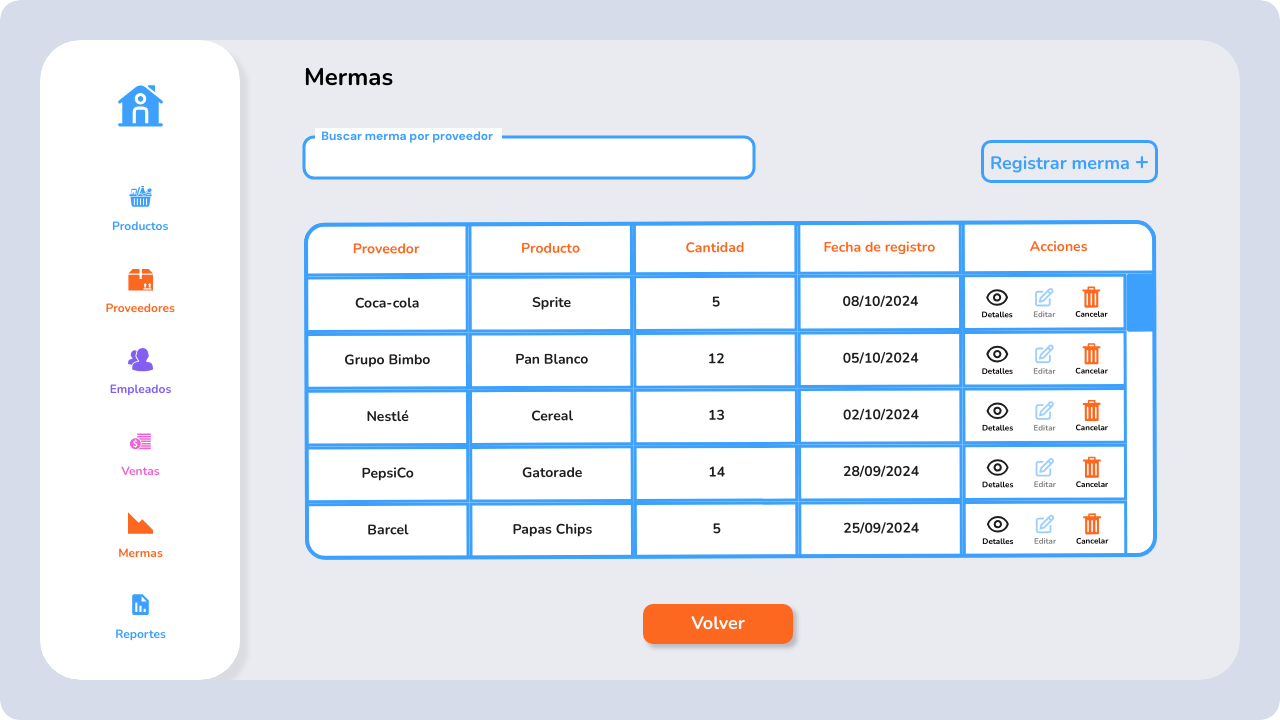 Mermas
Buscar merma por proveedor
Registrar merma +
Productos
Proveedores
Empleados
Ventas
Mermas
Reportes
Proveedor Producto Cantidad Fecha de registro Acciones
Coca-cola Sprite 5 08/10/2024 Detalles Editar Cancelar
Grupo Bimbo Pan Blanco 12 05/10/2024 Detalles Editar Cancelar
Nestlé Cereal 13 02/10/2024 Detalles Editar Cancelar
PepsiCo Gatorade 14 28/09/2024 Detalles Editar Cancelar
Barcel Papas Chips 5 25/09/2024 Detalles Editar Cancelar
Volver